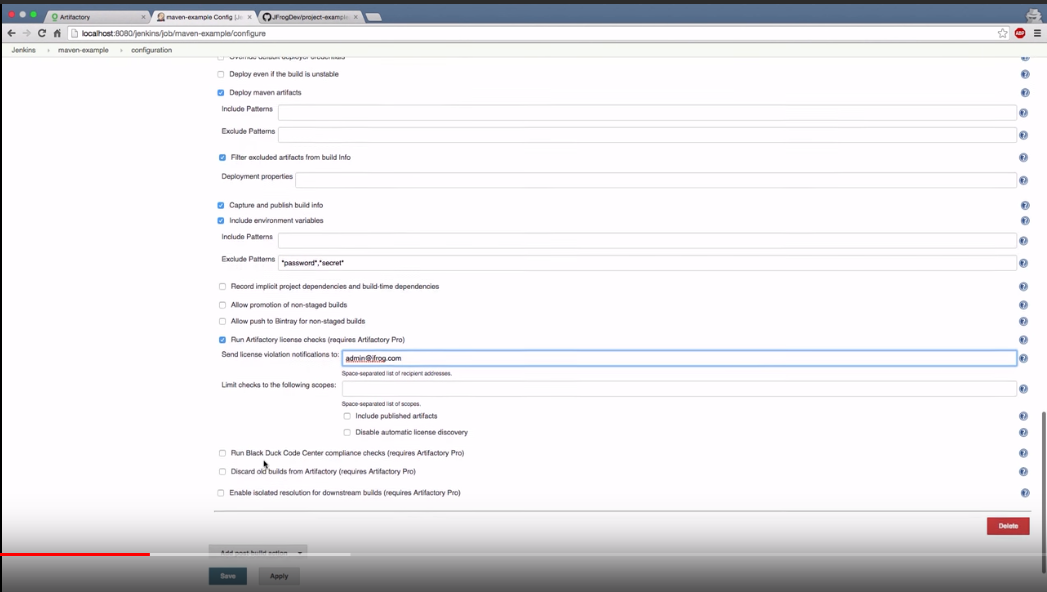 Artifactory
maven-example Config [Je
JFrogDev/project-example
localhost:8080/jenkins/job/maven-example/configure
ABP
Jenkins
maven-example
configuration
Override default deployer credentials
Deploy even if the build is unstable
Deploy maven artifacts
Include Patterns
Exclude Patterns
Filter excluded artifacts from build Info
Deployment properties
Capture and publish build info
Include environment variables
Include Patterns
Exclude Patterns *password*,*secret*
Record implicit project dependencies and build-time dependencies
Allow promotion of non-staged builds
Allow push to Bintray for non-staged builds
Run Artifactory license checks (requires Artifactory Pro)
Send license violation notifications to: admin@jfrog.com
Space-separated list of recipient addresses.
Limit checks to the following scopes:
Space-separated list of scopes.
Include published artifacts
Disable automatic license discovery
Run Black Duck Code Center compliance checks (requires Artifactory Pro)
Discard old builds from Artifactory (requires Artifactory Pro)
Enable isolated resolution for downstream builds (requires Artifactory Pro)
Delete
Add post-build action
Save
Apply